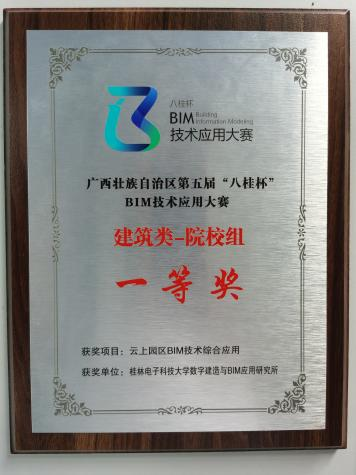 八桂杯
BIM Building Information Modeling
技术应用大赛
广西壮族自治区第五届“八桂杯”
BIM技术应用大赛
建筑类-院校组
一等奖
获奖项目：云上园区BIM技术综合应用
获奖单位：桂林电子科技大学数字建造与BIM应用研究所